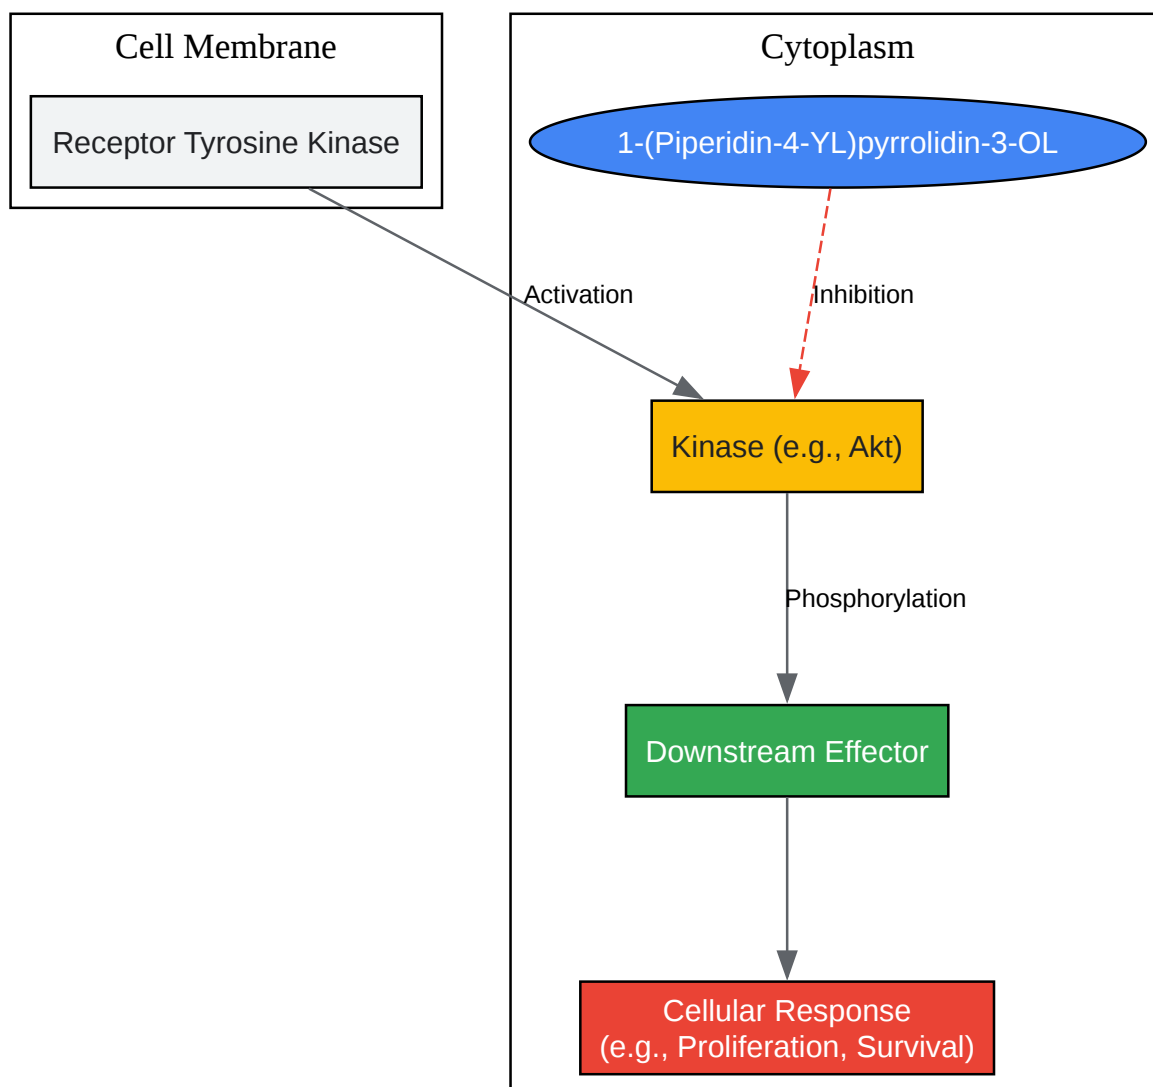 Cell Membrane
Receptor Tyrosine Kinase
Cytoplasm
1-(Piperidin-4-YL)pyrrolidin-3-OL
Activation
Inhibition
Kinase (e.g., Akt)
Phosphorylation
Downstream Effector
Cellular Response
(e.g., Proliferation, Survival)